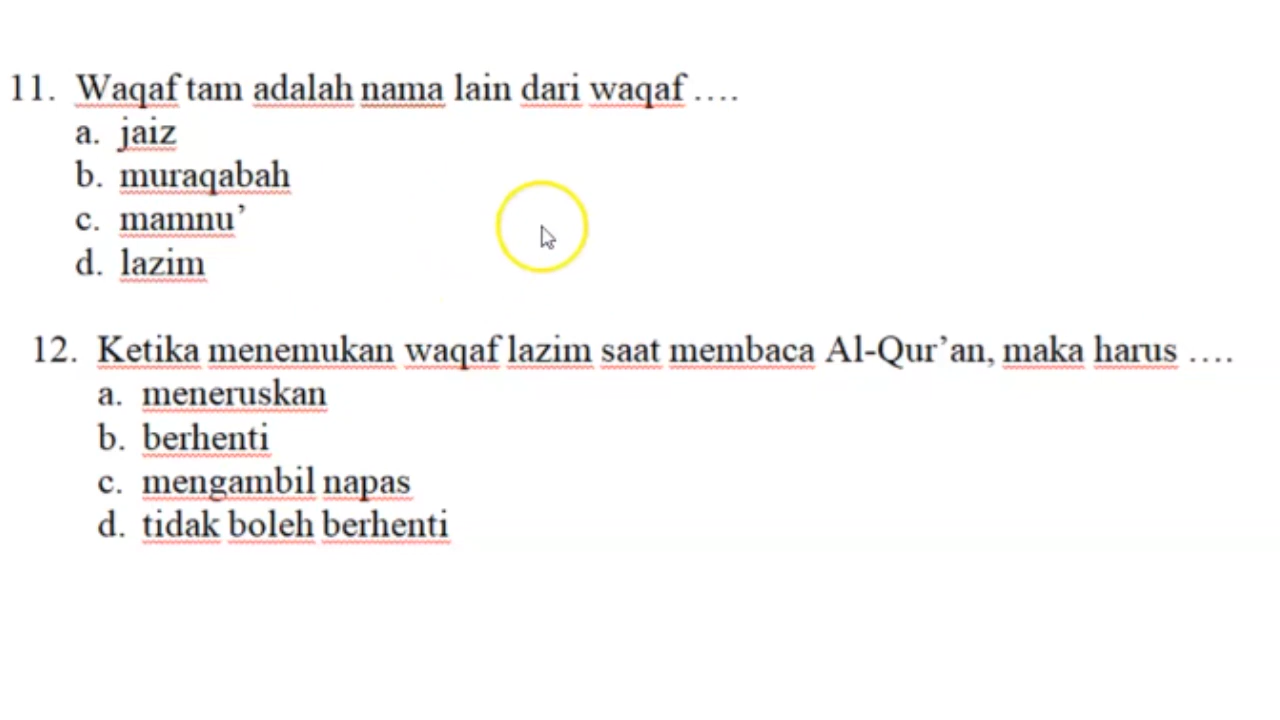 11. Waqaf tam adalah nama lain dari waqaf ….
a. jaiz
b. muraqabah
c. mamnu’
d. lazim
12. Ketika menemukan waqaf lazim saat membaca Al-Qur’an, maka harus ….
a. meneruskan
b. berhenti
c. mengambil napas
d. tidak boleh berhenti